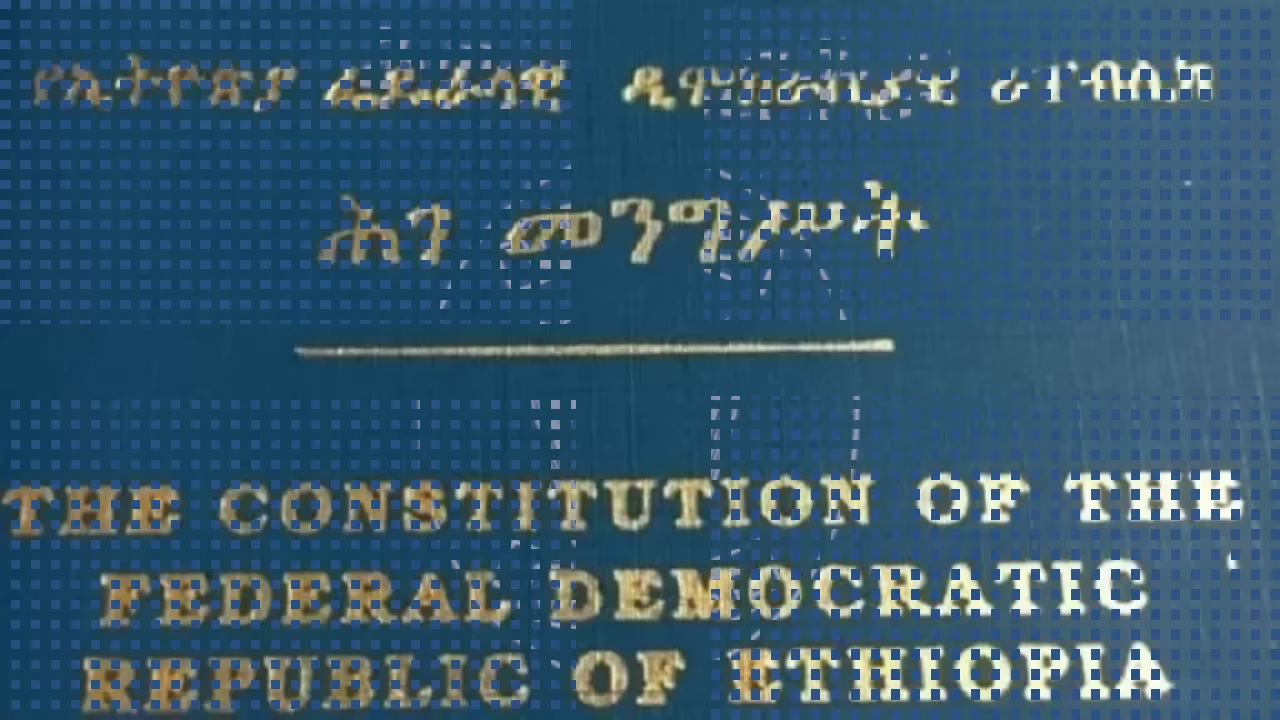 የኢትዮጵያ ፌዴራላዊ ዲሞክራሲያዊ ሪፐብሊክ
ሕገ መንግሥት
THE CONSTITUTION OF THE
FEDERAL DEMOCRATIC
REPUBLIC OF ETHIOPIA